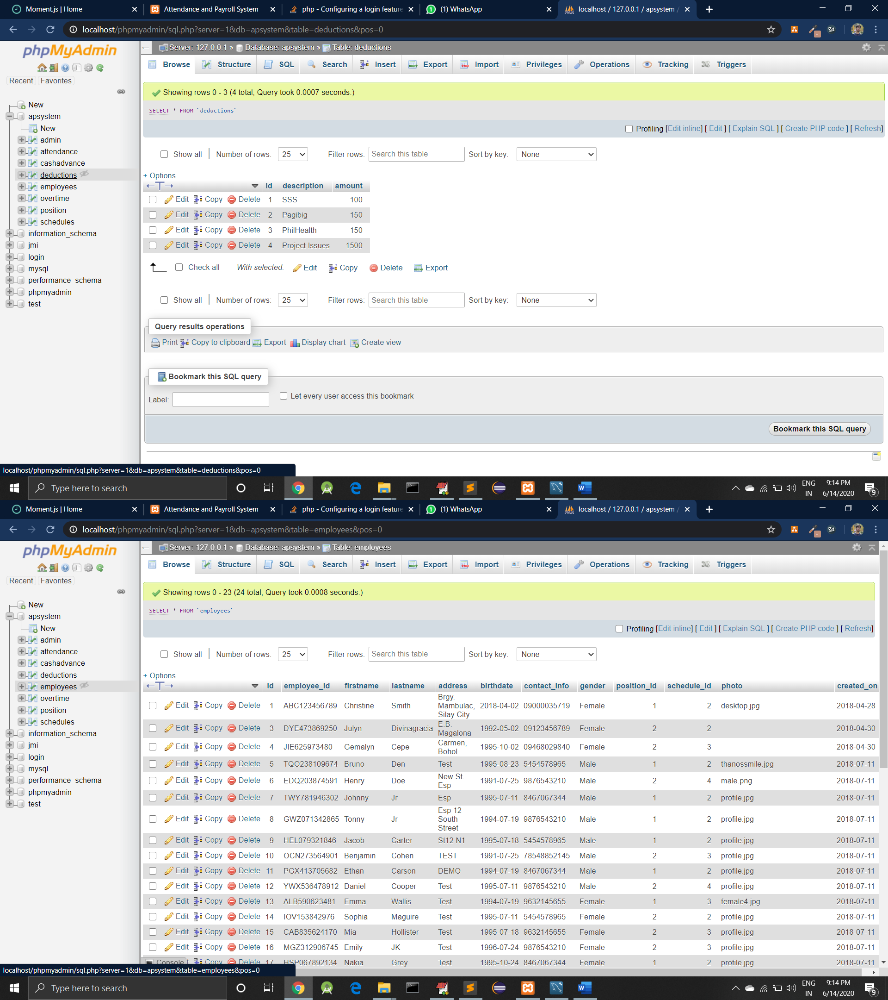 Moment.js | Home
Attendance and Payroll System
php - Configuring a login feature
(1) WhatsApp
localhost / 127.0.0.1 / apsystem /
localhost/phpmyadmin/sql.php?server=1&db=apsystem&table=deductions&pos=0
phpMyAdmin
Recent Favorites
New
apsystem
New
admin
attendance
cashadvance
deductions
employees
overtime
position
schedules
information_schema
jmi
login
mysql
performance_schema
phpmyadmin
test
Server: 127.0.0.1 » Database: apsystem » Table: deductions
Browse Structure SQL Search Insert Export Import Privileges Operations Tracking Triggers
Showing rows 0 - 3 (4 total, Query took 0.0007 seconds.)
SELECT * FROM `deductions`
Profiling [Edit inline] [ Edit ] [ Explain SQL ] [ Create PHP code ] [ Refresh]
Show all | Number of rows: 25 Filter rows: Search this table Sort by key: None
+ Options
id description amount
Edit Copy Delete 1 SSS 100
Edit Copy Delete 2 Pagibig 150
Edit Copy Delete 3 PhilHealth 150
Edit Copy Delete 4 Project Issues 1500
Check all With selected: Edit Copy Delete Export
Show all | Number of rows: 25 Filter rows: Search this table Sort by key: None
Query results operations
Print Copy to clipboard Export Display chart Create view
Bookmark this SQL query
Label: Let every user access this bookmark
Bookmark this SQL query
localhost/phpmyadmin/sql.php?server=1&db=apsystem&table=deductions&pos=0
Type here to search
ENG
IN
9:14 PM
6/14/2020
9
Moment.js | Home
Attendance and Payroll System
php - Configuring a login feature
(1) WhatsApp
localhost / 127.0.0.1 / apsystem /
localhost/phpmyadmin/sql.php?server=1&db=apsystem&table=employees&pos=0
phpMyAdmin
Recent Favorites
New
apsystem
New
admin
attendance
cashadvance
deductions
employees
overtime
position
schedules
information_schema
jmi
login
mysql
performance_schema
phpmyadmin
test
Server: 127.0.0.1 » Database: apsystem » Table: employees
Browse Structure SQL Search Insert Export Import Privileges Operations Tracking Triggers
Showing rows 0 - 23 (24 total, Query took 0.0008 seconds.)
SELECT * FROM `employees`
Profiling [Edit inline] [ Edit ] [ Explain SQL ] [ Create PHP code ] [ Refresh]
Show all | Number of rows: 25 Filter rows: Search this table Sort by key: None
+ Options
id employee_id firstname lastname address birthdate contact_info gender position_id schedule_id photo created_on
Edit Copy Delete 1 ABC123456789 Christine Smith Brgy. Mambulac, Silay City 2018-04-02 09000035719 Female 1 2 desktop.jpg 2018-04-28
Edit Copy Delete 3 DYE473869250 Julyn Divinagracia E.B. Magalona 1992-05-02 09123456789 Female 2 2 2018-04-30
Edit Copy Delete 4 JIE625973480 Gemalyn Cepe Carmen, Bohol 1995-10-02 09468029840 Female 2 3 2018-04-30
Edit Copy Delete 5 TQO238109674 Bruno Den Test 1995-08-23 5454578965 Male 1 2 thanossmile.jpg 2018-07-11
Edit Copy Delete 6 EDQ203874591 Henry Doe New St. Esp 1991-07-25 9876543210 Male 2 4 male.png 2018-07-11
Edit Copy Delete 7 TWY781946302 Johnny Jr Esp 1995-07-11 8467067344 Male 1 2 profile.jpg 2018-07-11
Edit Copy Delete 8 GWZ071342865 Tonny Jr Esp 12 South Street 1994-07-19 9876543210 Male 1 2 profile.jpg 2018-07-11
Edit Copy Delete 9 HEL079321846 Jacob Carter St12 N1 1995-07-18 5454578965 Male 1 2 profile.jpg 2018-07-11
Edit Copy Delete 10 OCN273564901 Benjamin Cohen TEST 1991-07-25 78548852145 Male 2 3 profile.jpg 2018-07-11
Edit Copy Delete 11 PGX413705682 Ethan Carson DEMO 1994-07-19 8467067344 Male 1 2 profile.jpg 2018-07-11
Edit Copy Delete 12 YWX536478912 Daniel Cooper Test 1995-07-11 9876543210 Male 2 4 profile.jpg 2018-07-11
Edit Copy Delete 13 ALB590623481 Emma Wallis Test 1994-07-19 9632145655 Female 1 3 female4.jpg 2018-07-11
Edit Copy Delete 14 IOV153842976 Sophia Maguire Test 1995-07-11 5454578965 Female 2 2 profile.jpg 2018-07-11
Edit Copy Delete 15 CAB835624170 Mia Hollister Test 1995-07-18 9632145655 Female 2 3 profile.jpg 2018-07-11
Edit Copy Delete 16 MGZ312906745 Emily JK Test 1996-07-24 9876543210 Female 2 3 profile.jpg 2018-07-11
Console Copy Delete 17 HSP067892134 Nakia Grey Test 1995-10-24 8467067344 Female 1 2 profile.jpg 2018-07-11
localhost/phpmyadmin/sql.php?server=1&db=apsystem&table=employees&pos=0
Type here to search
ENG
IN
9:14 PM
6/14/2020
9